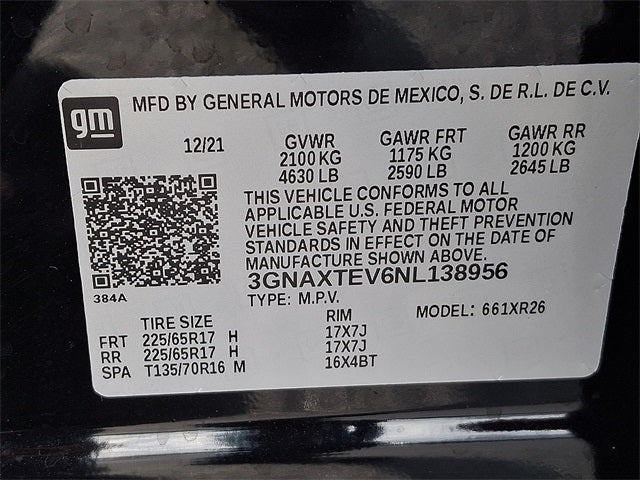 gm
MFD BY GENERAL MOTORS DE MEXICO, S. DE R.L. DE C.V.
12/21 GVWR GAWR FRT GAWR RR
2100 KG 1175 KG 1200 KG
4630 LB 2590 LB 2645 LB
THIS VEHICLE CONFORMS TO ALL
APPLICABLE U.S. FEDERAL MOTOR
VEHICLE SAFETY AND THEFT PREVENTION
STANDARDS IN EFFECT ON THE DATE OF
MANUFACTURE SHOWN ABOVE.
3GNAXTEV6NL138956
384A
TYPE: M.P.V. MODEL: 661XR26
TIRE SIZE RIM
FRT 225/65R17 H 17X7J
RR 225/65R17 H 17X7J
SPA T135/70R16 M 16X4BT